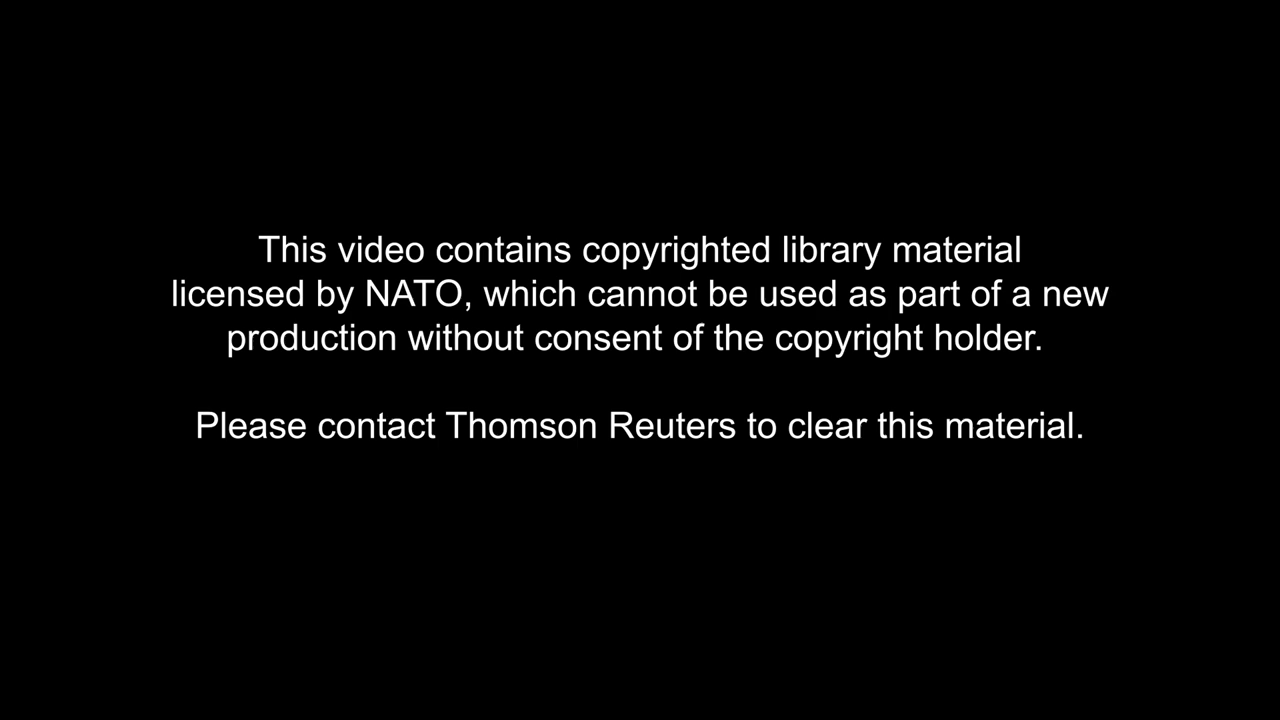 This video contains copyrighted library material
licensed by NATO, which cannot be used as part of a new
production without consent of the copyright holder.
Please contact Thomson Reuters to clear this material.